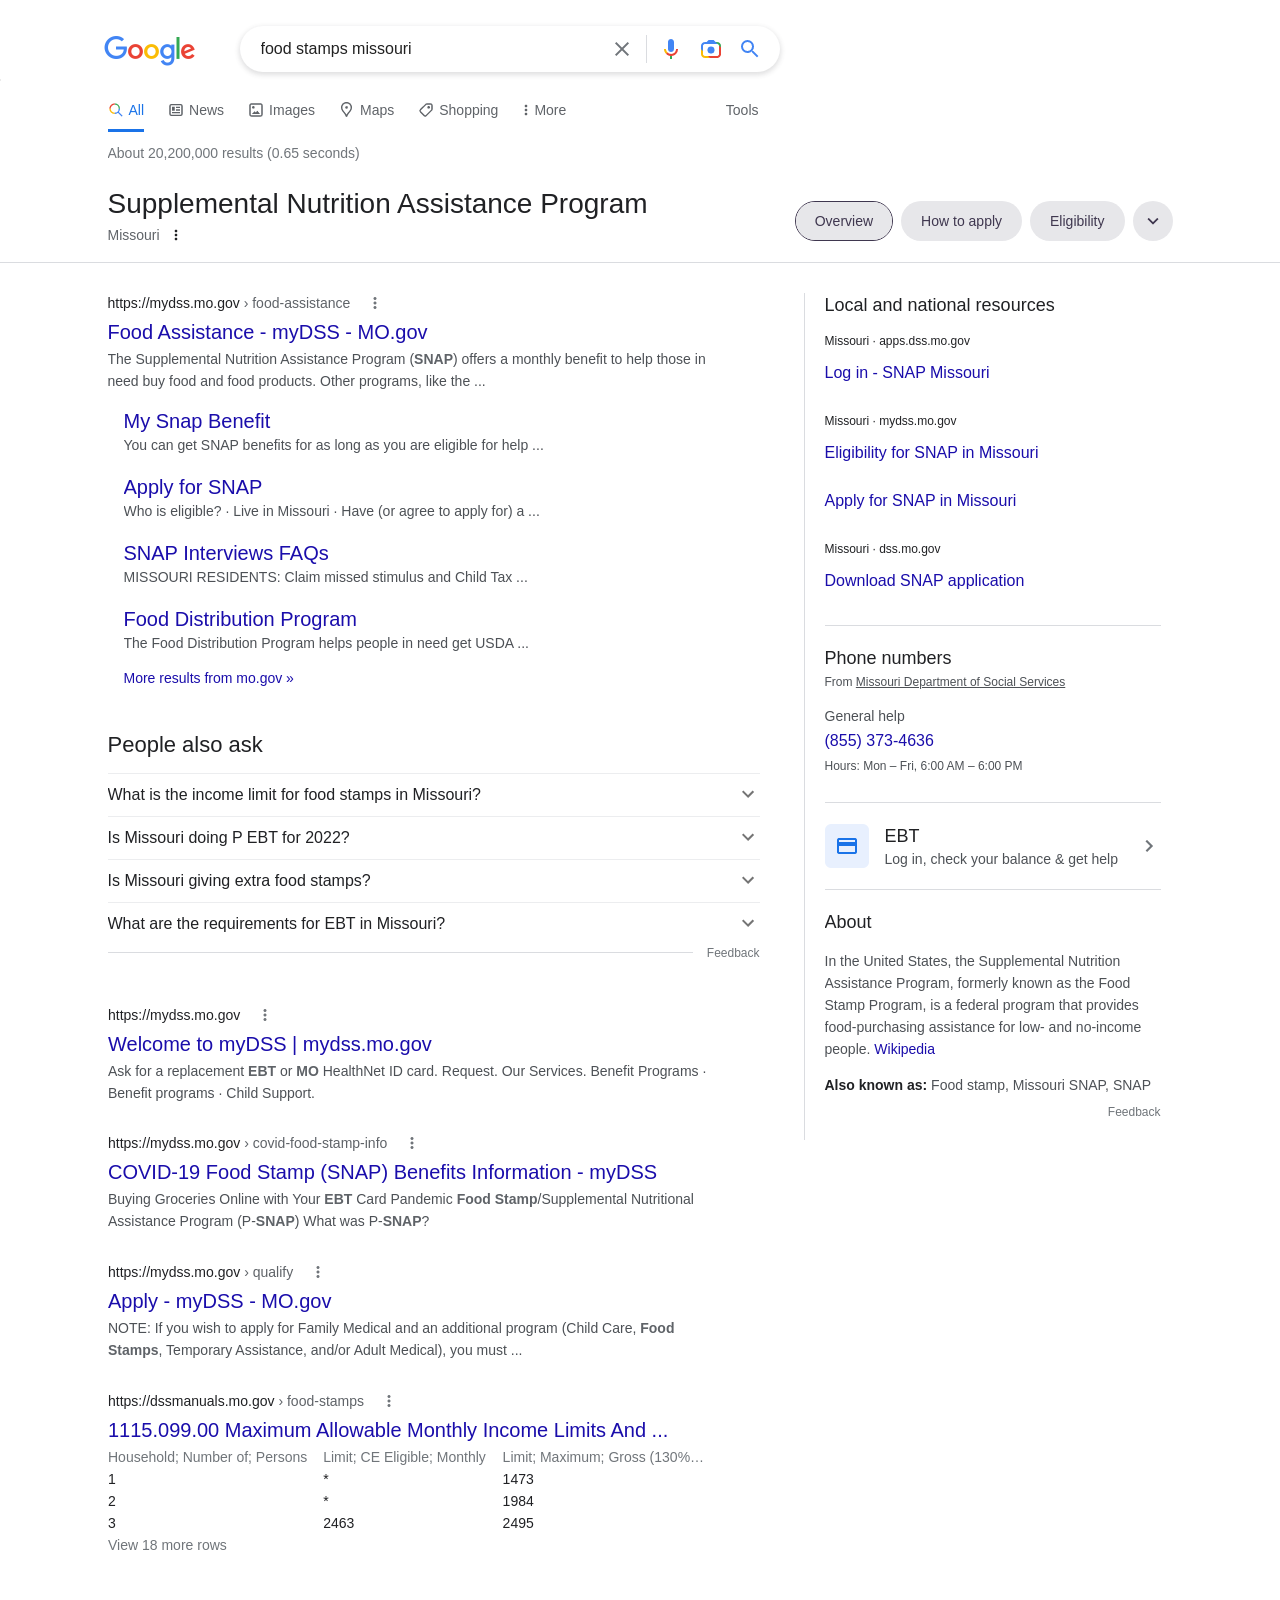 Google
food stamps missouri
All
News
Images
Maps
Shopping
More
Tools
About 20,200,000 results (0.65 seconds)
Supplemental Nutrition Assistance Program
Missouri
Overview
How to apply
Eligibility
https://mydss.mo.gov › food-assistance
Food Assistance - myDSS - MO.gov
The Supplemental Nutrition Assistance Program (SNAP) offers a monthly benefit to help those in
need buy food and food products. Other programs, like the ...
My Snap Benefit
You can get SNAP benefits for as long as you are eligible for help ...
Apply for SNAP
Who is eligible? · Live in Missouri · Have (or agree to apply for) a ...
SNAP Interviews FAQs
MISSOURI RESIDENTS: Claim missed stimulus and Child Tax ...
Food Distribution Program
The Food Distribution Program helps people in need get USDA ...
More results from mo.gov »
People also ask
What is the income limit for food stamps in Missouri?
Is Missouri doing P EBT for 2022?
Is Missouri giving extra food stamps?
What are the requirements for EBT in Missouri?
Feedback
https://mydss.mo.gov
Welcome to myDSS | mydss.mo.gov
Ask for a replacement EBT or MO HealthNet ID card. Request. Our Services. Benefit Programs ·
Benefit programs · Child Support.
https://mydss.mo.gov › covid-food-stamp-info
COVID-19 Food Stamp (SNAP) Benefits Information - myDSS
Buying Groceries Online with Your EBT Card Pandemic Food Stamp/Supplemental Nutritional
Assistance Program (P-SNAP) What was P-SNAP?
https://mydss.mo.gov › qualify
Apply - myDSS - MO.gov
NOTE: If you wish to apply for Family Medical and an additional program (Child Care, Food
Stamps, Temporary Assistance, and/or Adult Medical), you must ...
https://dssmanuals.mo.gov › food-stamps
1115.099.00 Maximum Allowable Monthly Income Limits And ...
Household; Number of; Persons Limit; CE Eligible; Monthly Limit; Maximum; Gross (130%…
1 * 1473
2 * 1984
3 2463 2495
View 18 more rows
Local and national resources
Missouri · apps.dss.mo.gov
Log in - SNAP Missouri
Missouri · mydss.mo.gov
Eligibility for SNAP in Missouri
Apply for SNAP in Missouri
Missouri · dss.mo.gov
Download SNAP application
Phone numbers
From Missouri Department of Social Services
General help
(855) 373-4636
Hours: Mon – Fri, 6:00 AM – 6:00 PM
EBT
Log in, check your balance & get help
About
In the United States, the Supplemental Nutrition
Assistance Program, formerly known as the Food
Stamp Program, is a federal program that provides
food-purchasing assistance for low- and no-income
people. Wikipedia
Also known as: Food stamp, Missouri SNAP, SNAP
Feedback